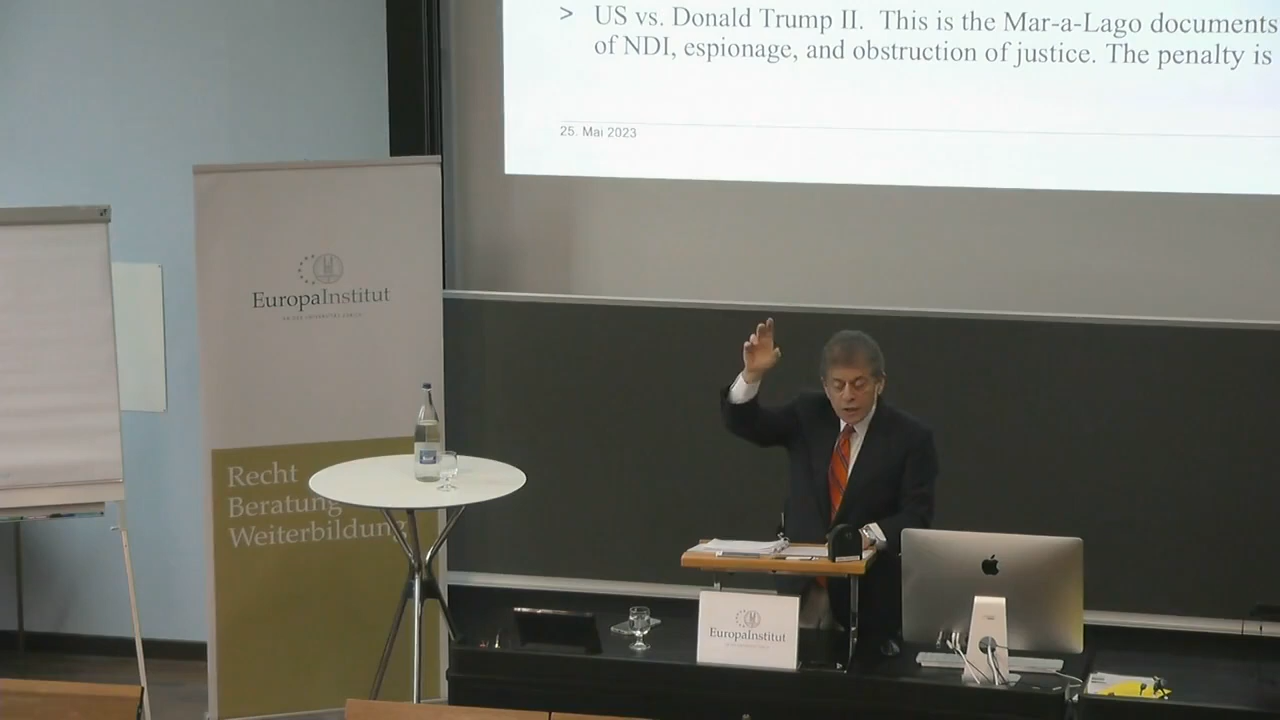 > US vs. Donald Trump II. This is the Mar-a-Lago documents
of NDI, espionage, and obstruction of justice. The penalty is
25. Mai 2023
EuropaInstitut
Recht
Beratung
Weiterbildung
EuropaInstitut